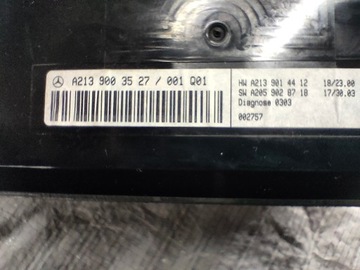 A213 900 35 27 / 001 Q01
HW A213 901 44 12 18/23.00
SW A205 902 87 18 17/30.03
Diagnose 0303
002757